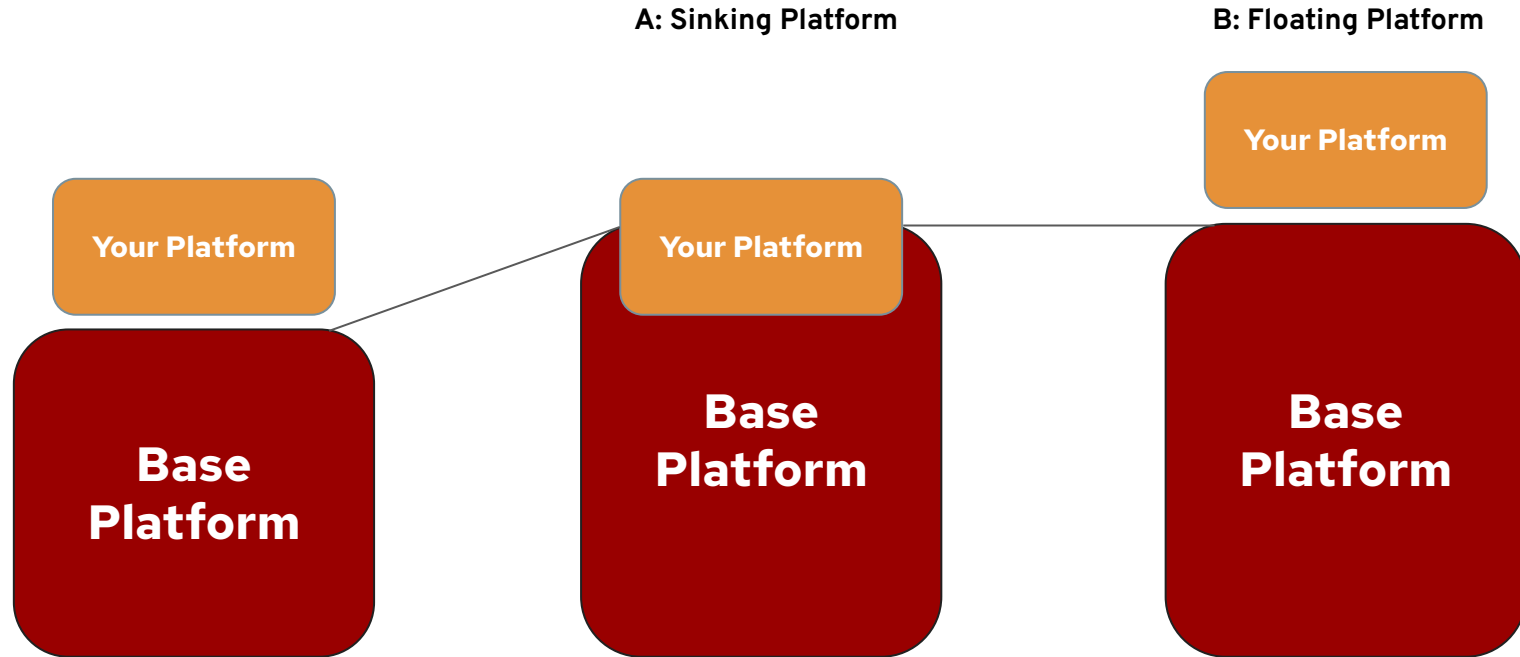 A: Sinking Platform
B: Floating Platform
Your Platform
Your Platform
Your Platform
Base
Platform
Base
Platform
Base
Platform